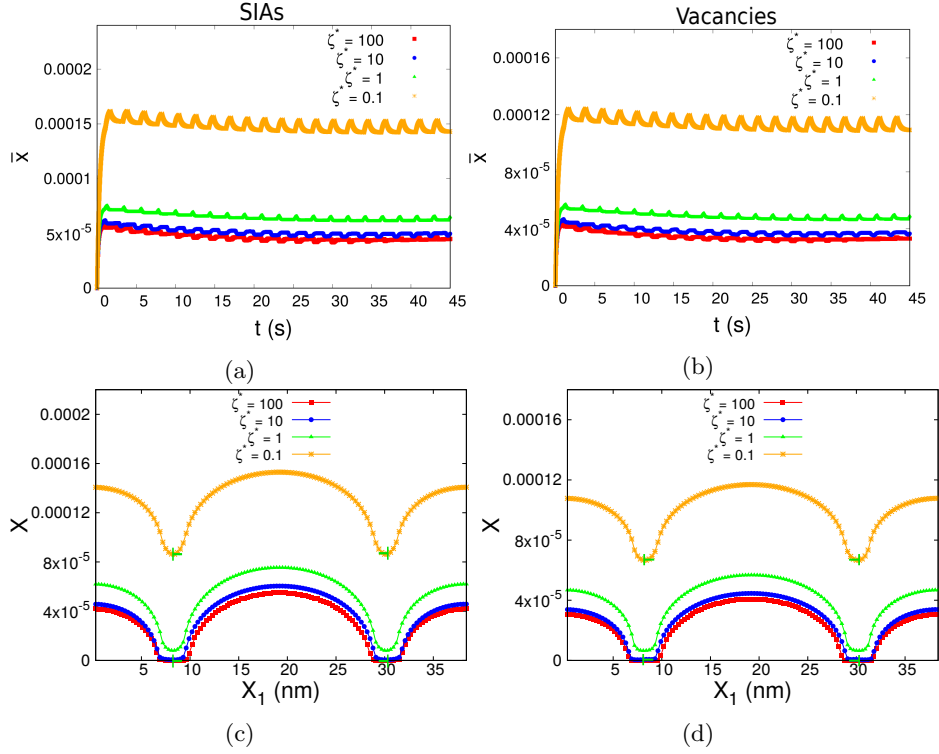 SIAs
ζ* = 100
ζ* = 10
ζ* = 1
ζ* = 0.1
0.0002
0.00015
0.0001
5x10⁻⁵
0
x̄
0 5 10 15 20 25 30 35 40 45
t (s)
(a)
Vacancies
ζ* = 100
ζ* = 10
ζ* = 1
ζ* = 0.1
0.00016
0.00012
8x10⁻⁵
4x10⁻⁵
0
x̄
0 5 10 15 20 25 30 35 40 45
t (s)
(b)
ζ* = 100
ζ* = 10
ζ* = 1
ζ* = 0.1
0.0002
0.00016
0.00012
8x10⁻⁵
4x10⁻⁵
0
X
5 10 15 20 25 30 35
X₁ (nm)
(c)
ζ* = 100
ζ* = 10
ζ* = 1
ζ* = 0.1
0.00016
0.00012
8x10⁻⁵
4x10⁻⁵
0
X
5 10 15 20 25 30 35
X₁ (nm)
(d)